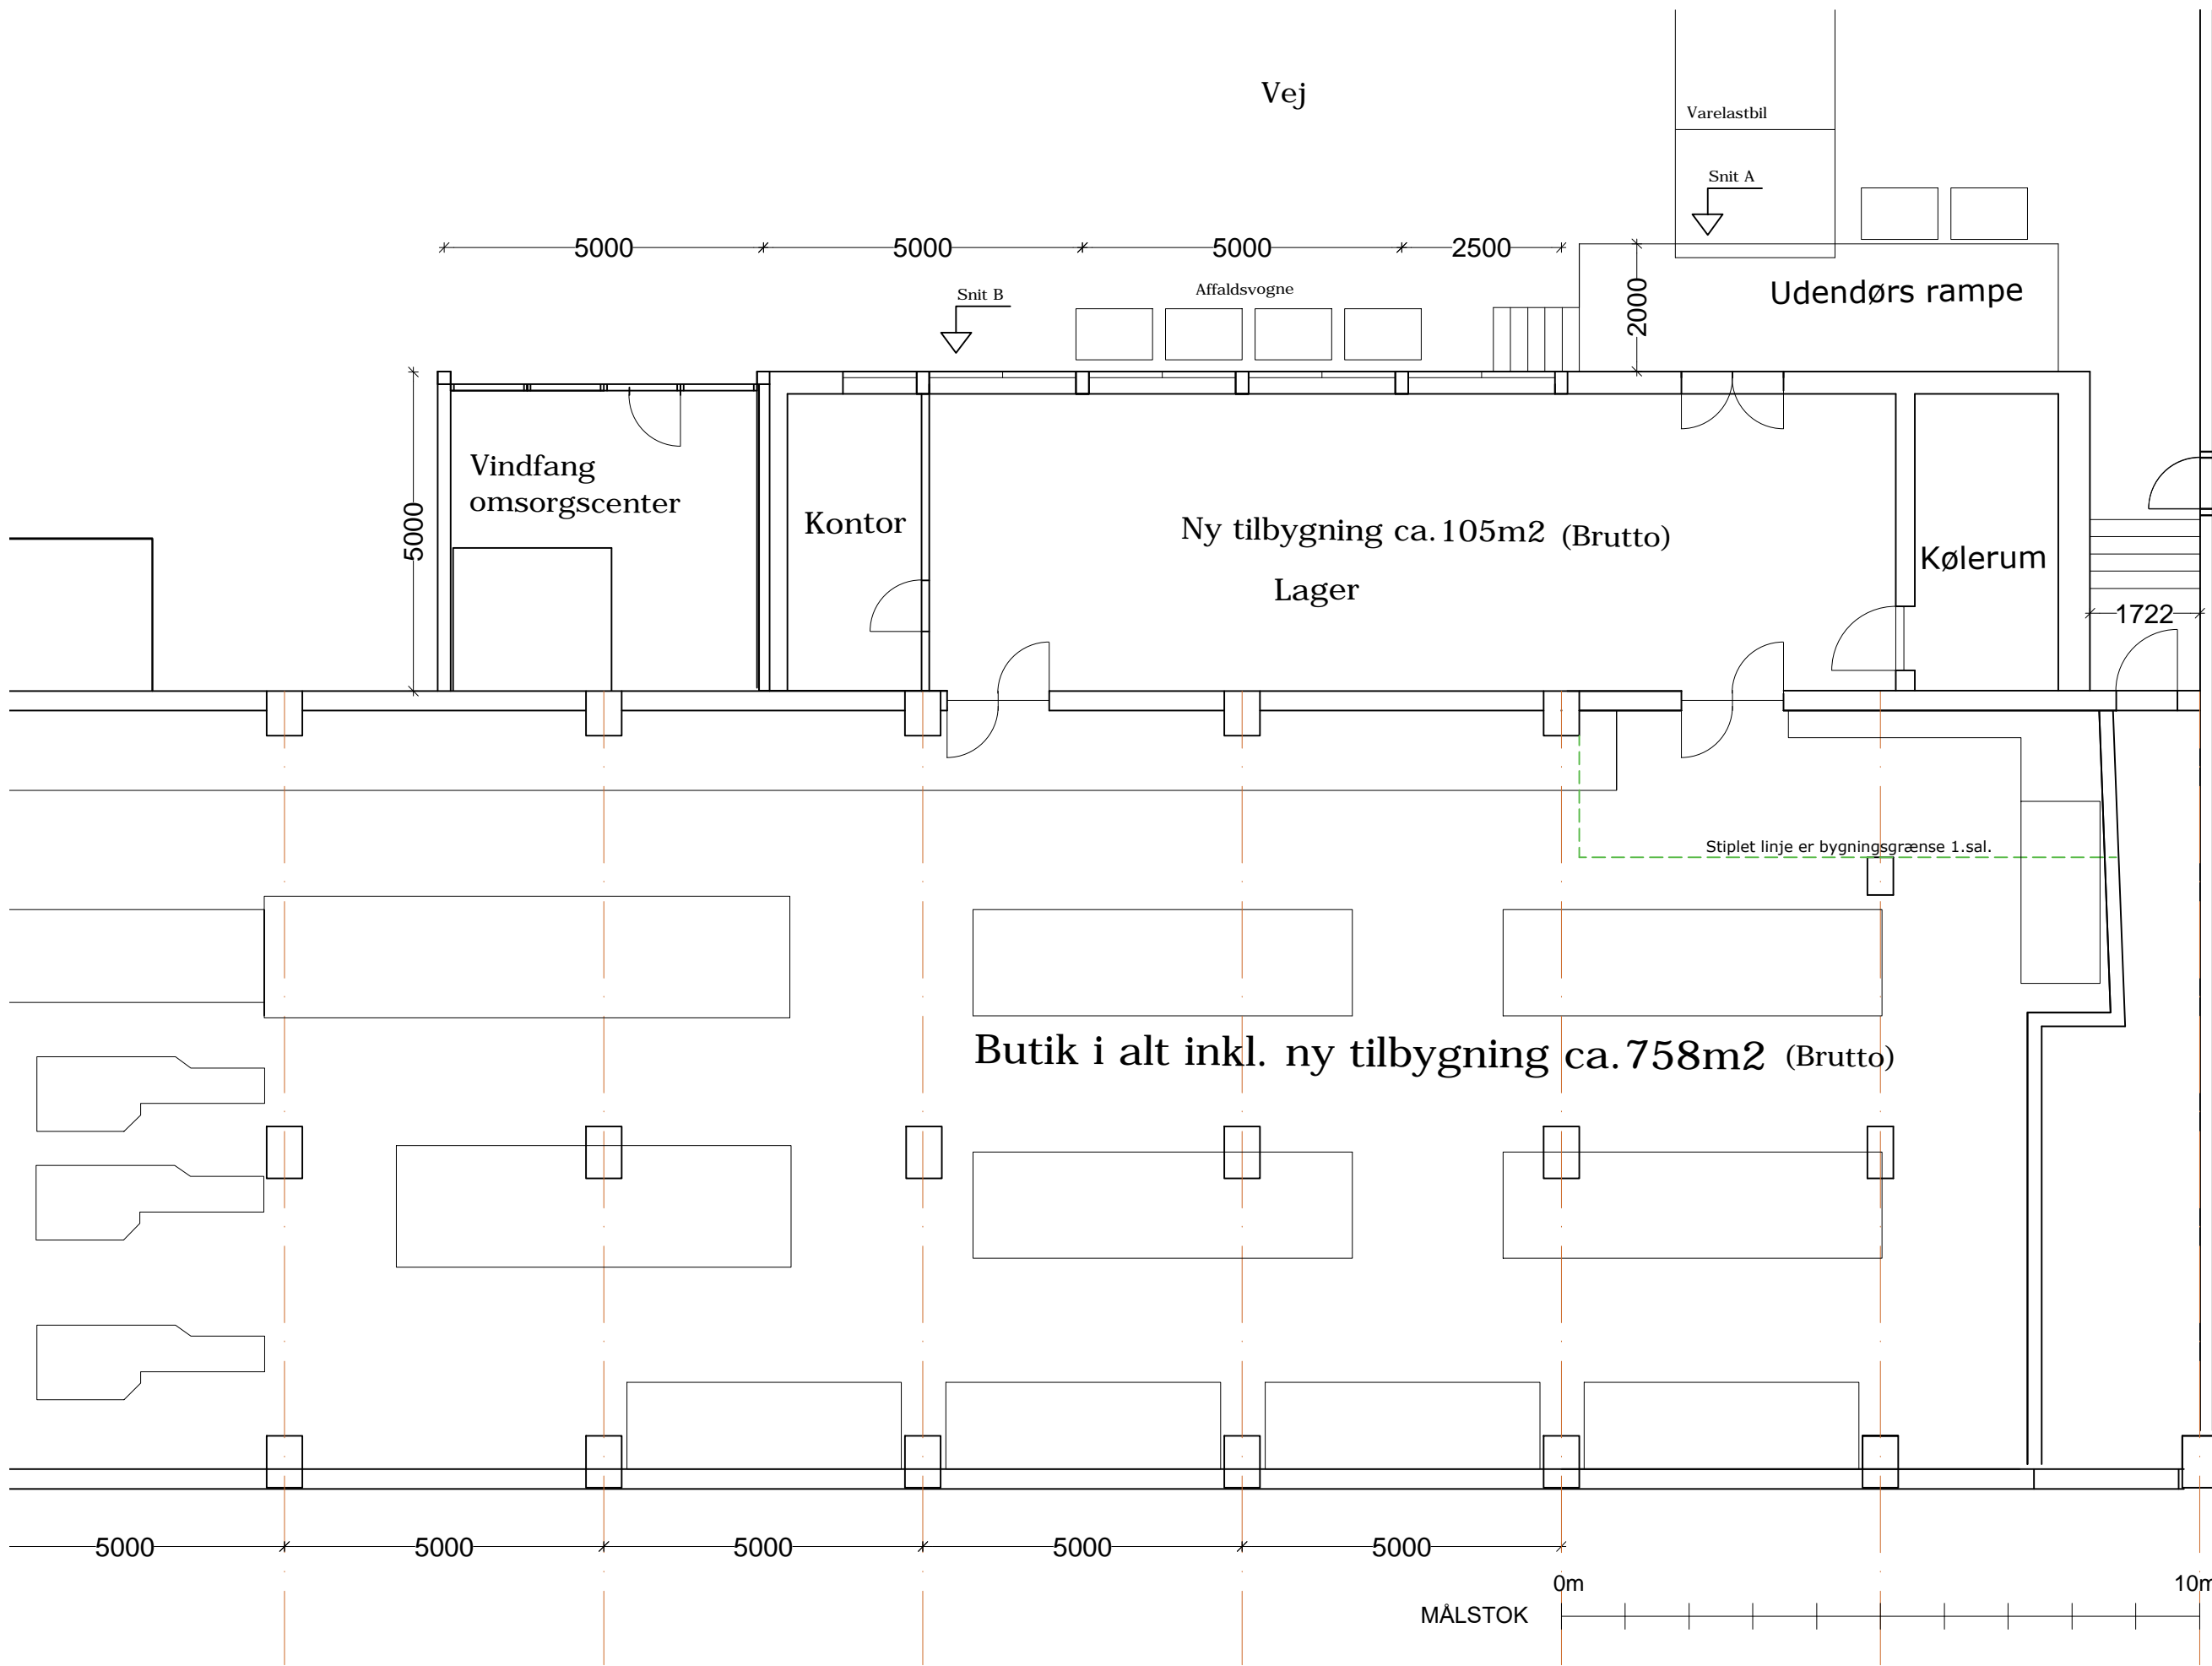 Vej
Varelastbil
Snit A
5000
5000
5000
2500
Udendørs rampe
2000
Snit B
Affaldsvogne
Vindfang
omsorgscenter
5000
Kontor
Ny tilbygning ca.105m2 (Brutto)
Lager
Kølerum
1722
Stiplet linje er bygningsgrænse 1.sal.
Butik i alt inkl. ny tilbygning ca.758m2 (Brutto)
5000
5000
5000
5000
5000
0m
10m
MÅLSTOK